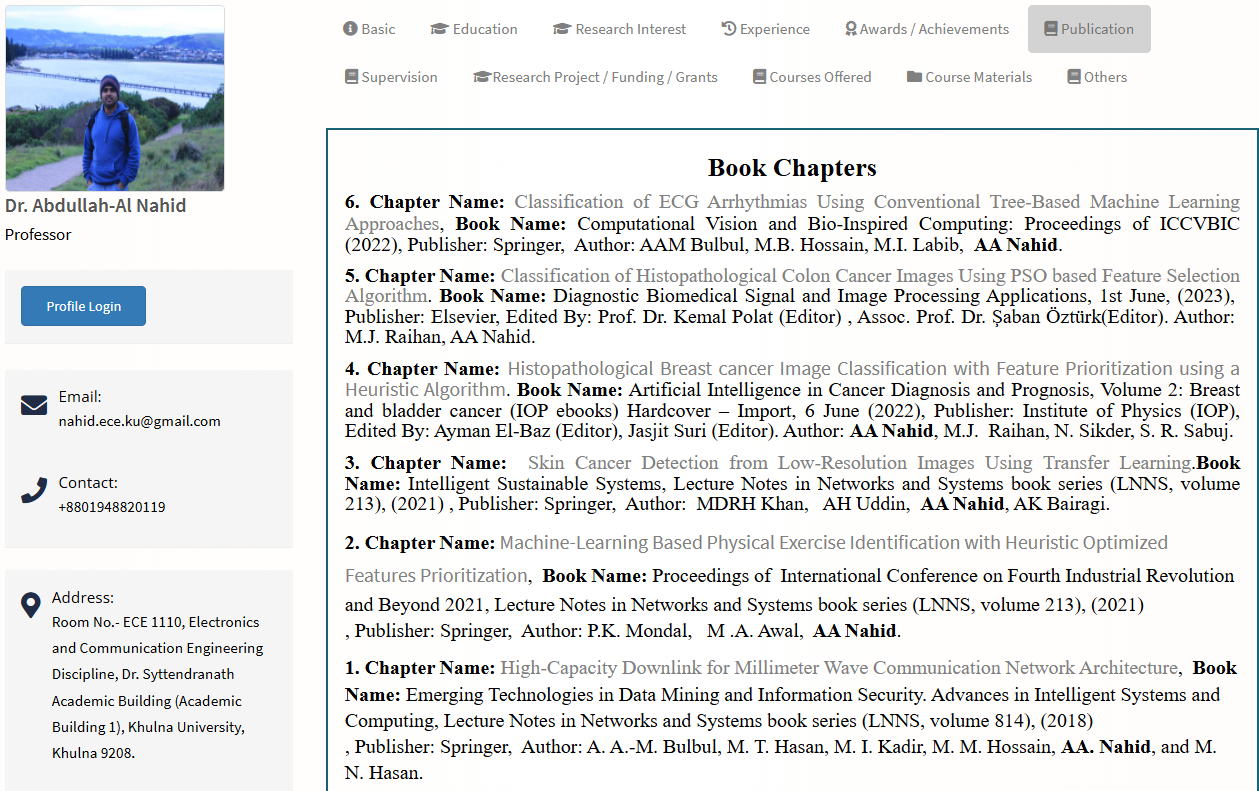 Basic Education Research Interest Experience Awards / Achievements Publication
Supervision Research Project / Funding / Grants Courses Offered Course Materials Others
Dr. Abdullah-Al Nahid
Professor
Profile Login
Email:
nahid.ece.ku@gmail.com
Contact:
+8801948820119
Address:
Room No.- ECE 1110, Electronics
and Communication Engineering
Discipline, Dr. Syttendranath
Academic Building (Academic
Building 1), Khulna University,
Khulna 9208.
Book Chapters
6. Chapter Name: Classification of ECG Arrhythmias Using Conventional Tree-Based Machine Learning
Approaches, Book Name: Computational Vision and Bio-Inspired Computing: Proceedings of ICCVBIC
(2022), Publisher: Springer, Author: AAM Bulbul, M.B. Hossain, M.I. Labib, AA Nahid.
5. Chapter Name: Classification of Histopathological Colon Cancer Images Using PSO based Feature Selection
Algorithm. Book Name: Diagnostic Biomedical Signal and Image Processing Applications, 1st June, (2023),
Publisher: Elsevier, Edited By: Prof. Dr. Kemal Polat (Editor) , Assoc. Prof. Dr. Şaban Öztürk(Editor). Author:
M.J. Raihan, AA Nahid.
4. Chapter Name: Histopathological Breast cancer Image Classification with Feature Prioritization using a
Heuristic Algorithm. Book Name: Artificial Intelligence in Cancer Diagnosis and Prognosis, Volume 2: Breast
and bladder cancer (IOP ebooks) Hardcover – Import, 6 June (2022), Publisher: Institute of Physics (IOP),
Edited By: Ayman El-Baz (Editor), Jasjit Suri (Editor). Author: AA Nahid, M.J. Raihan, N. Sikder, S. R. Sabuj.
3. Chapter Name: Skin Cancer Detection from Low-Resolution Images Using Transfer Learning.Book
Name: Intelligent Sustainable Systems, Lecture Notes in Networks and Systems book series (LNNS, volume
213), (2021) , Publisher: Springer, Author: MDRH Khan, AH Uddin, AA Nahid, AK Bairagi.
2. Chapter Name: Machine-Learning Based Physical Exercise Identification with Heuristic Optimized
Features Prioritization, Book Name: Proceedings of International Conference on Fourth Industrial Revolution
and Beyond 2021, Lecture Notes in Networks and Systems book series (LNNS, volume 213), (2021)
, Publisher: Springer, Author: P.K. Mondal, M .A. Awal, AA Nahid.
1. Chapter Name: High-Capacity Downlink for Millimeter Wave Communication Network Architecture, Book
Name: Emerging Technologies in Data Mining and Information Security. Advances in Intelligent Systems and
Computing, Lecture Notes in Networks and Systems book series (LNNS, volume 814), (2018)
, Publisher: Springer, Author: A. A.-M. Bulbul, M. T. Hasan, M. I. Kadir, M. M. Hossain, AA. Nahid, and M.
N. Hasan.